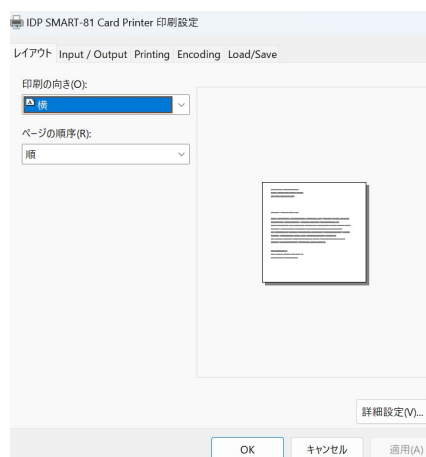 IDP SMART-81 Card Printer 印刷設定
レイアウト Input / Output Printing Encoding Load/Save
印刷の向き(O):
横
ページの順序(R):
順
詳細設定(V)...
OK キャンセル 適用(A)